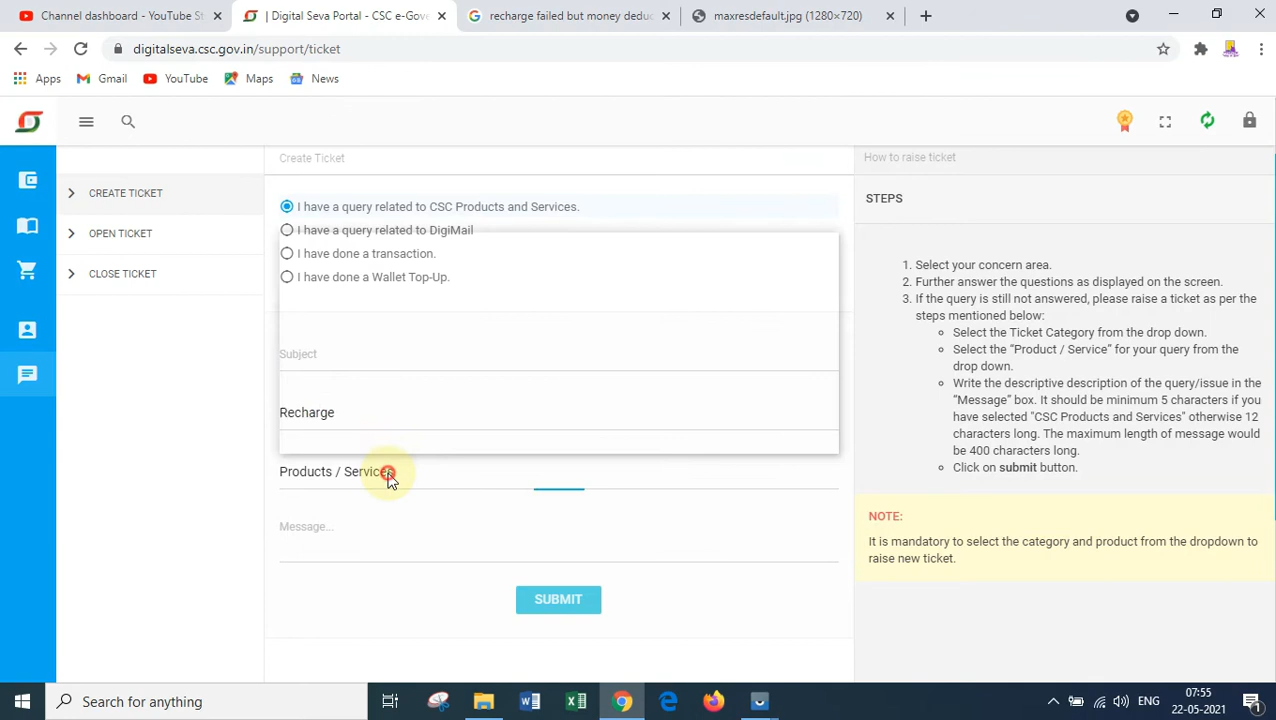 Channel dashboard - YouTube St
| Digital Seva Portal - CSC e-Gove
recharge failed but money deduc
maxresdefault.jpg (1280×720)
digitalseva.csc.gov.in/support/ticket
Apps
Gmail
YouTube
Maps
News
Create Ticket
How to raise ticket
CREATE TICKET
OPEN TICKET
CLOSE TICKET
I have a query related to CSC Products and Services.
I have a query related to DigiMail
I have done a transaction.
I have done a Wallet Top-Up.
Subject
Recharge
Products / Services
Message...
SUBMIT
STEPS
1. Select your concern area.
2. Further answer the questions as displayed on the screen.
3. If the query is still not answered, please raise a ticket as per the
steps mentioned below:
Select the Ticket Category from the drop down.
Select the “Product / Service” for your query from the
drop down.
Write the descriptive description of the query/issue in the
“Message” box. It should be minimum 5 characters if you
have selected "CSC Products and Services" otherwise 12
characters long. The maximum length of message would
be 400 characters long.
Click on submit button.
NOTE:
It is mandatory to select the category and product from the dropdown to
raise new ticket.
Search for anything
ENG
07:55
22-05-2021
1